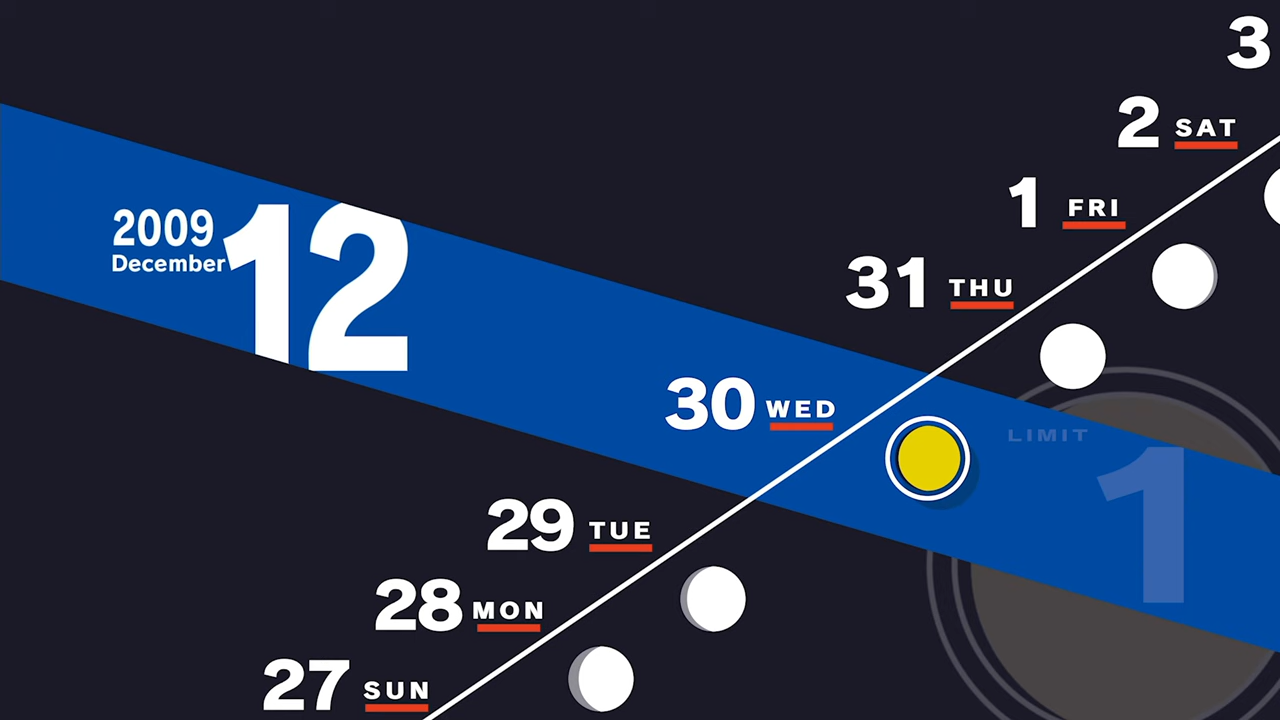 3
2 SAT
1 FRI
31 THU
30 WED
29 TUE
28 MON
27 SUN
2009
December
12
LIMIT
1